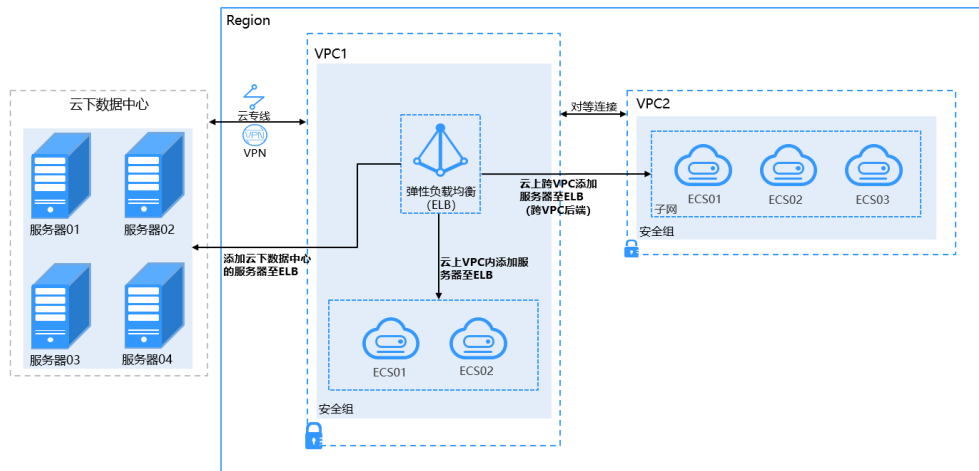 Region
VPC1
云下数据中心
云专线
VPN
VPN
对等连接
VPC2
弹性负载均衡
(ELB)
云上跨VPC添加
服务器至ELB
(跨VPC后端)
ECS01
ECS02
ECS03
子网
安全组
服务器01
服务器02
添加云下数据中心
的服务器至ELB
云上VPC内添加服
务器至ELB
服务器03
服务器04
ECS01
ECS02
安全组